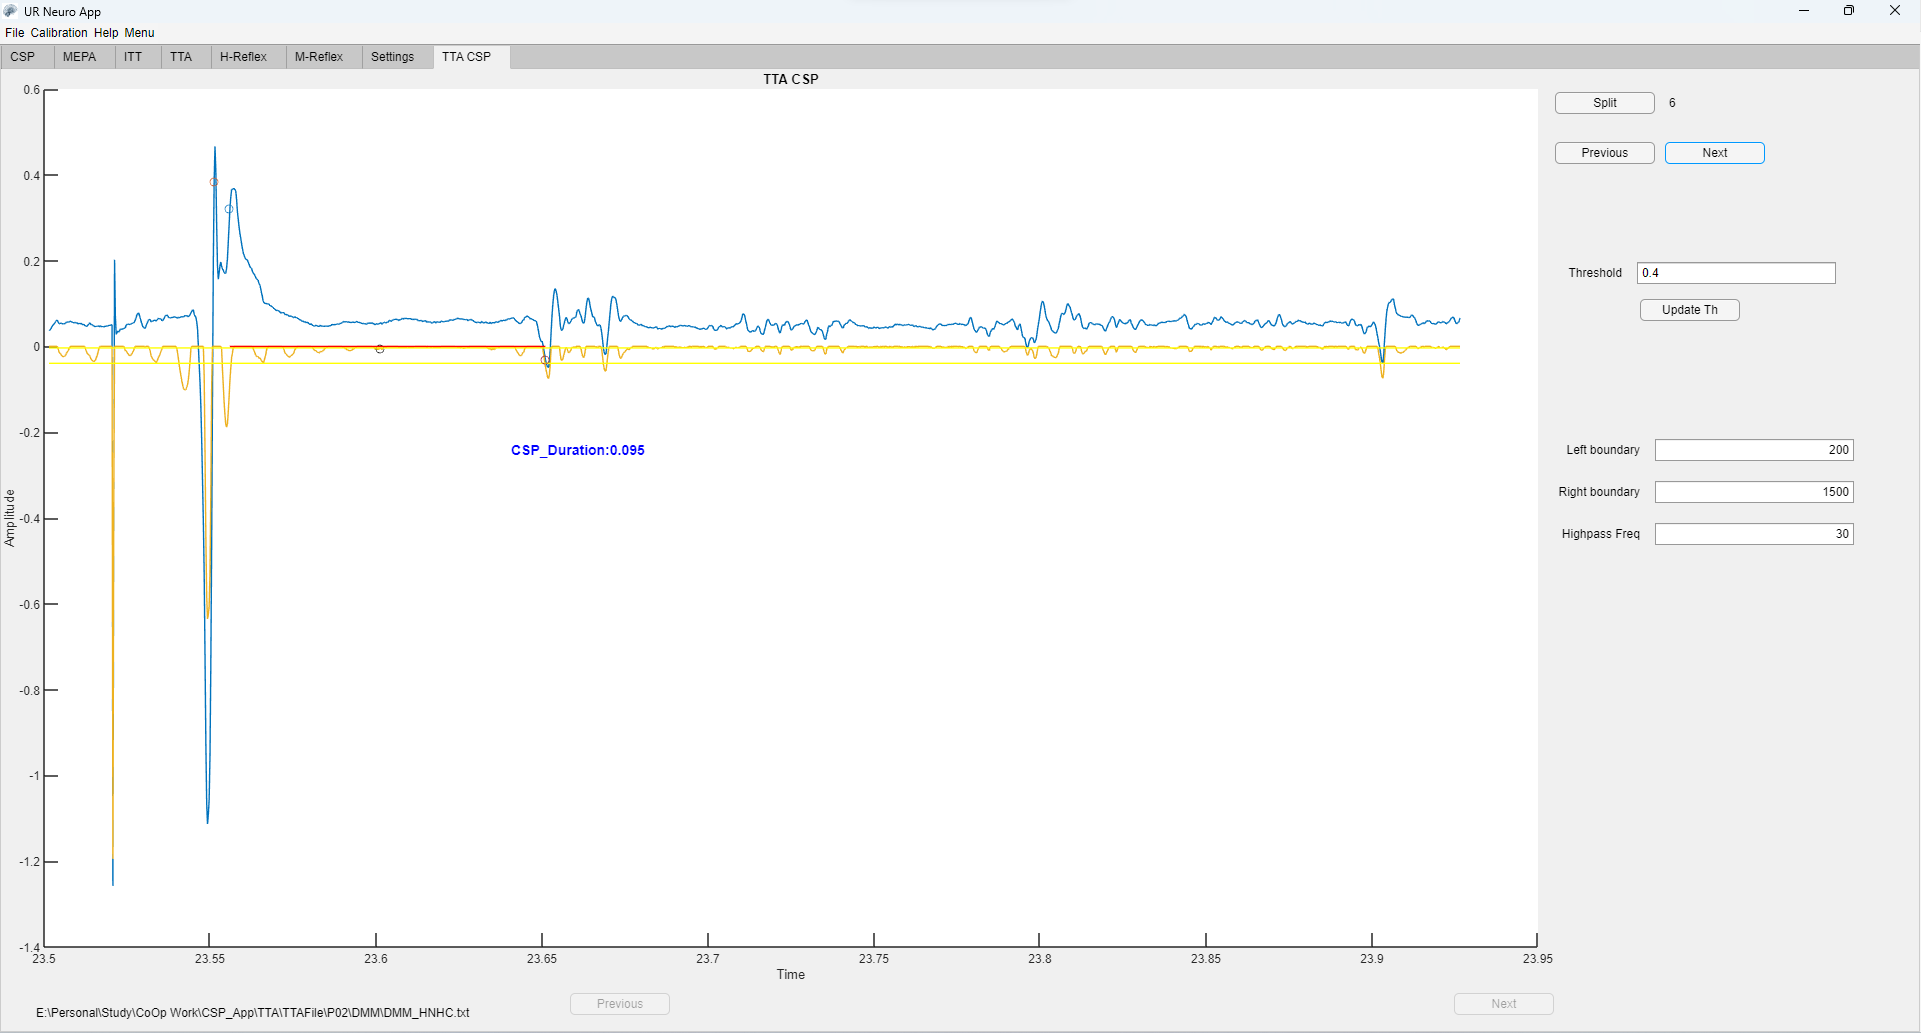 UR Neuro App
File Calibration Help Menu
CSP MEPA ITT TTA H-Reflex M-Reflex Settings TTA CSP
TTA CSP
Split 6
Previous Next
Threshold 0.4
Update Th
Left boundary 200
Right boundary 1500
Highpass Freq 30
0.6
0.4
0.2
0
-0.2
-0.4
-0.6
-0.8
-1
-1.2
-1.4
Amplitude
CSP_Duration:0.095
23.5 23.55 23.6 23.65 23.7 23.75 23.8 23.85 23.9 23.95
Time
Previous Next
E:\Personal\Study\CoOp Work\CSP_App\TTA\TTAFile\P02\DMM\DMM_HNHC.txt